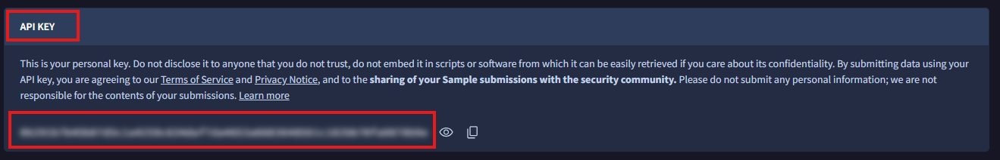 API KEY
This is your personal key. Do not disclose it to anyone that you do not trust, do not embed it in scripts or software from which it can be easily retrieved if you care about its confidentiality. By submitting data using your
API key, you are agreeing to our Terms of Service and Privacy Notice, and to the sharing of your Sample submissions with the security community. Please do not submit any personal information; we are not
responsible for the contents of your submissions. Learn more